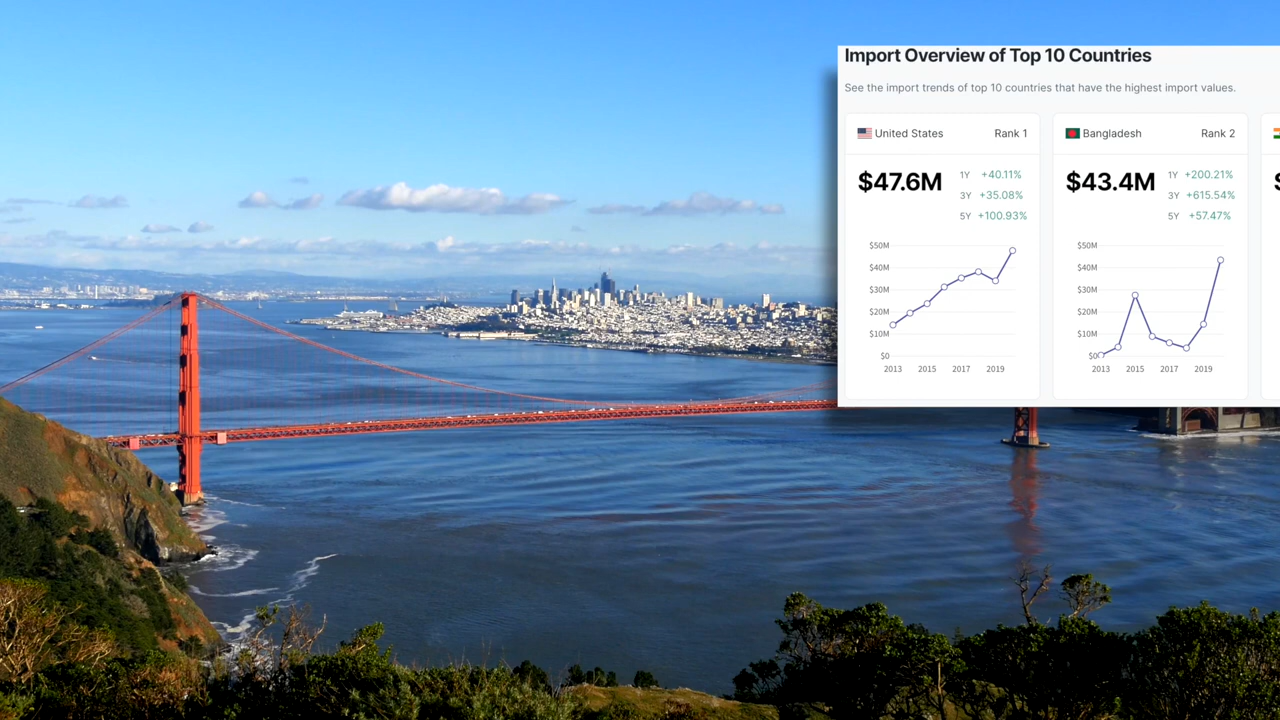 Import Overview of Top 10 Countries
See the import trends of top 10 countries that have the highest import values.
United States Rank 1
$47.6M
1Y +40.11%
3Y +35.08%
5Y +100.93%
$50M
$40M
$30M
$20M
$10M
$0
2013 2015 2017 2019
Bangladesh Rank 2
$43.4M
1Y +200.21%
3Y +615.54%
5Y +57.47%
$50M
$40M
$30M
$20M
$10M
$0
2013 2015 2017 2019
$